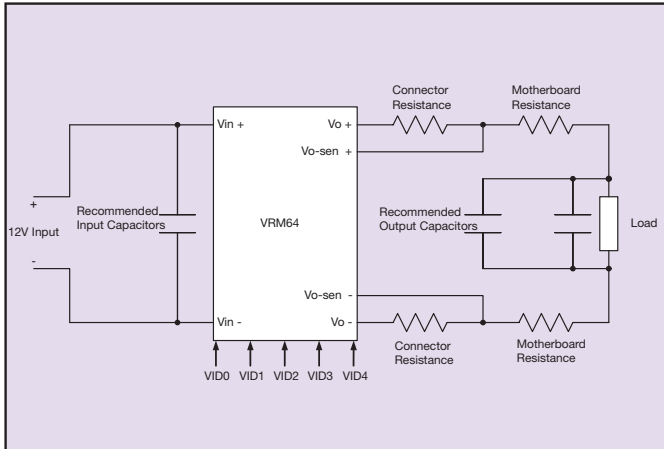 Connector
Resistance
Motherboard
Resistance
Vin +
Vo +
Vo-sen +
+
12V Input
-
Recommended
Input Capacitors
VRM64
Recommended
Output Capacitors
Load
Vo-sen -
Vin -
Vo -
Connector
Resistance
Motherboard
Resistance
VID0 VID1 VID2 VID3 VID4